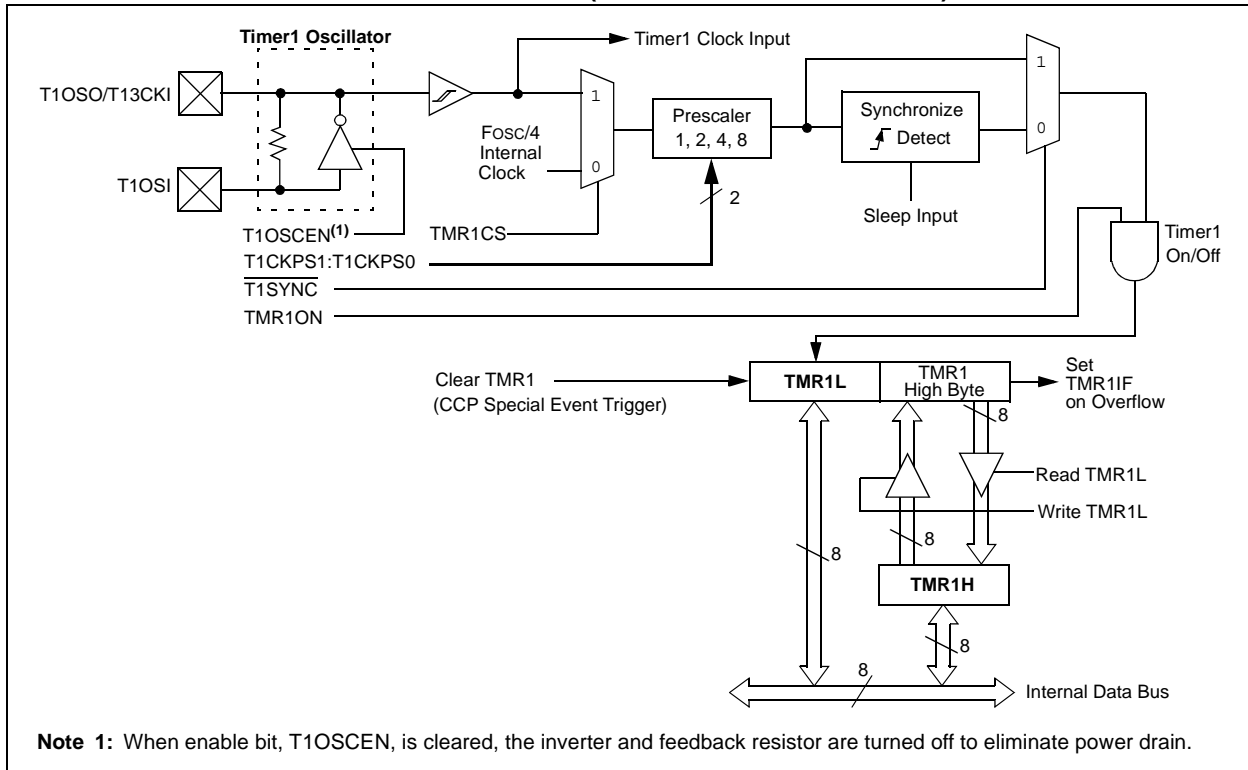 Timer1 Oscillator
Timer1 Clock Input
T1OSO/T13CKI
1
FOSC/4
Internal
Clock
0
Prescaler
1, 2, 4, 8
Synchronize
Detect
1
0
T1OSI
2
Sleep Input
T1OSCEN(1)
TMR1CS
Timer1
On/Off
T1CKPS1:T1CKPS0
T1SYNC
TMR1ON
Clear TMR1
(CCP Special Event Trigger)
TMR1L
TMR1
High Byte
Set
TMR1IF
on Overflow
8
Read TMR1L
Write TMR1L
8
8
TMR1H
8
8
Internal Data Bus
Note 1: When enable bit, T1OSCEN, is cleared, the inverter and feedback resistor are turned off to eliminate power drain.